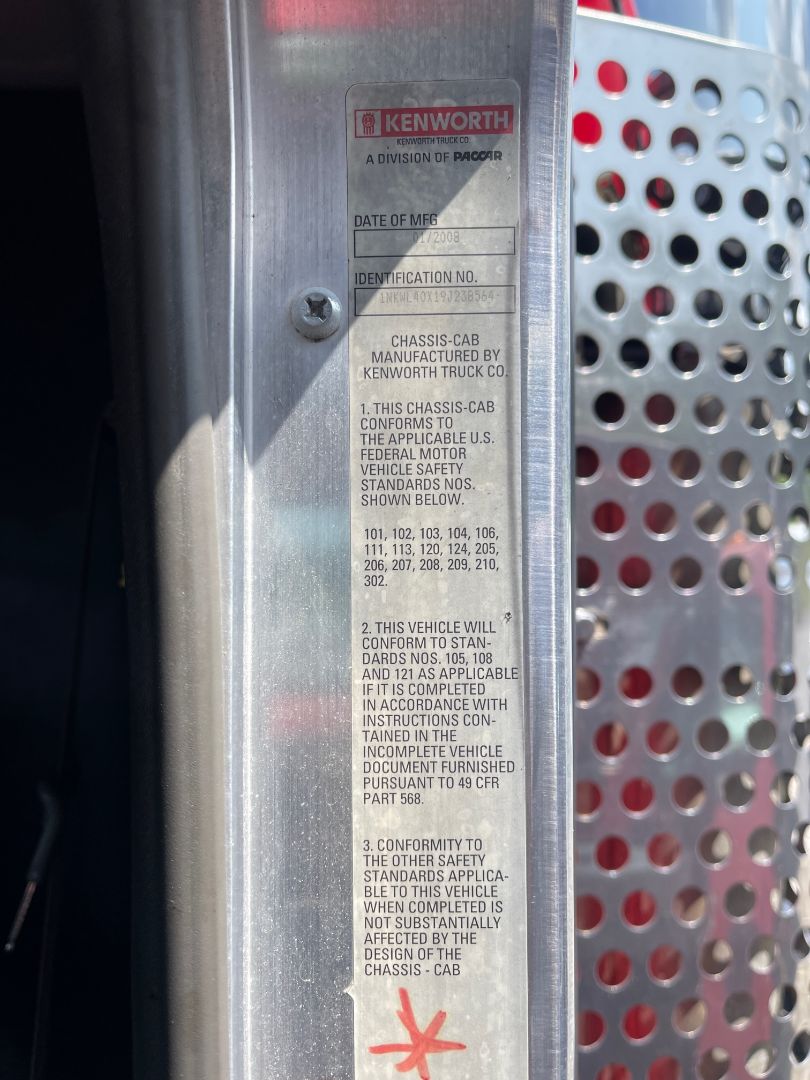 KENWORTH
KENWORTH TRUCK CO.
A DIVISION OF PACCAR
DATE OF MFG
01/2008
IDENTIFICATION NO.
CHASSIS-CAB
MANUFACTURED BY
KENWORTH TRUCK CO.
1. THIS CHASSIS-CAB
CONFORMS TO
THE APPLICABLE U.S.
FEDERAL MOTOR
VEHICLE SAFETY
STANDARDS NOS.
SHOWN BELOW.
101, 102, 103, 104, 106,
111, 113, 120, 124, 205,
206, 207, 208, 209, 210,
302.
2. THIS VEHICLE WILL
CONFORM TO STAN-
DARDS NOS. 105, 108
AND 121 AS APPLICABLE
IF IT IS COMPLETED
IN ACCORDANCE WITH
INSTRUCTIONS CON-
TAINED IN THE
INCOMPLETE VEHICLE
DOCUMENT FURNISHED
PURSUANT TO 49 CFR
PART 568.
3. CONFORMITY TO
THE OTHER SAFETY
STANDARDS APPLICA-
BLE TO THIS VEHICLE
WHEN COMPLETED IS
NOT SUBSTANTIALLY
AFFECTED BY THE
DESIGN OF THE
CHASSIS - CAB